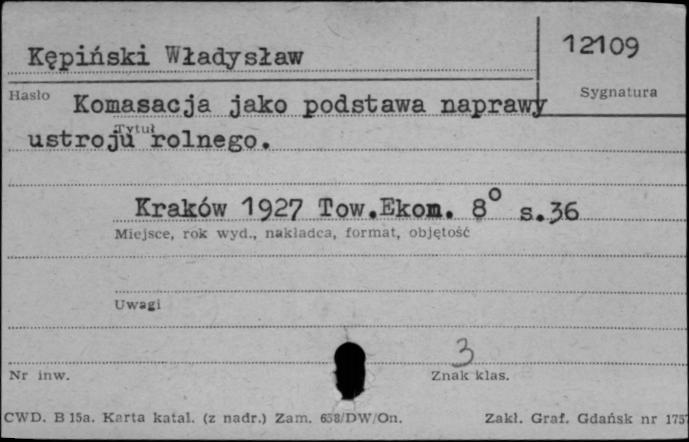 Kępiński Władysław
12109
Hasło
Sygnatura
Komasacja jako podstawa naprawy
Tytuł
ustroju rolnego.
Kraków 1927 Tow.Ekon. 8° s.36
Miejsce, rok wyd., nakładca, format, objętość
Uwagi
3
Nr inw.
Znak klas.
CWD. B 15a. Karta katal. (z nadr.) Zam. 658/DW/On.
Zakł. Graf. Gdańsk nr 1757